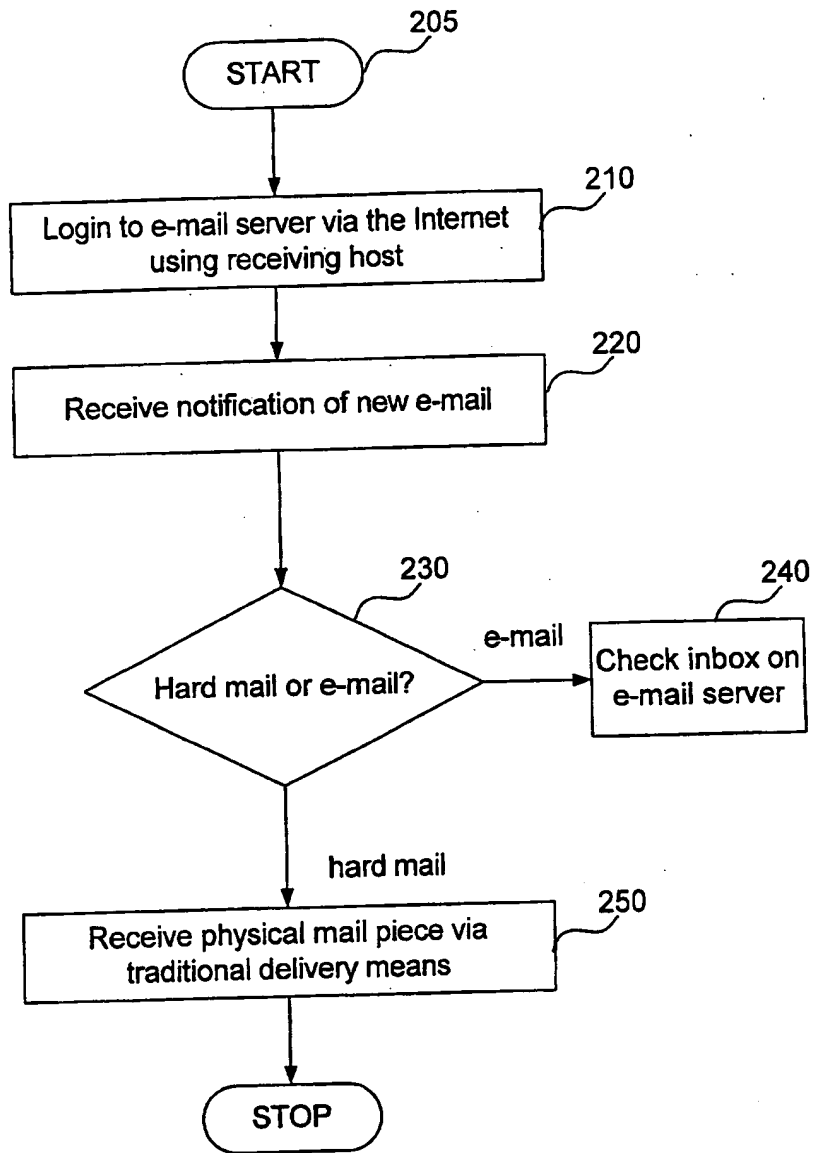 205
START
210
Login to e-mail server via the Internet
using receiving host
220
Receive notification of new e-mail
230
Hard mail or e-mail?
e-mail
240
Check inbox on
e-mail server
hard mail
250
Receive physical mail piece via
traditional delivery means
STOP